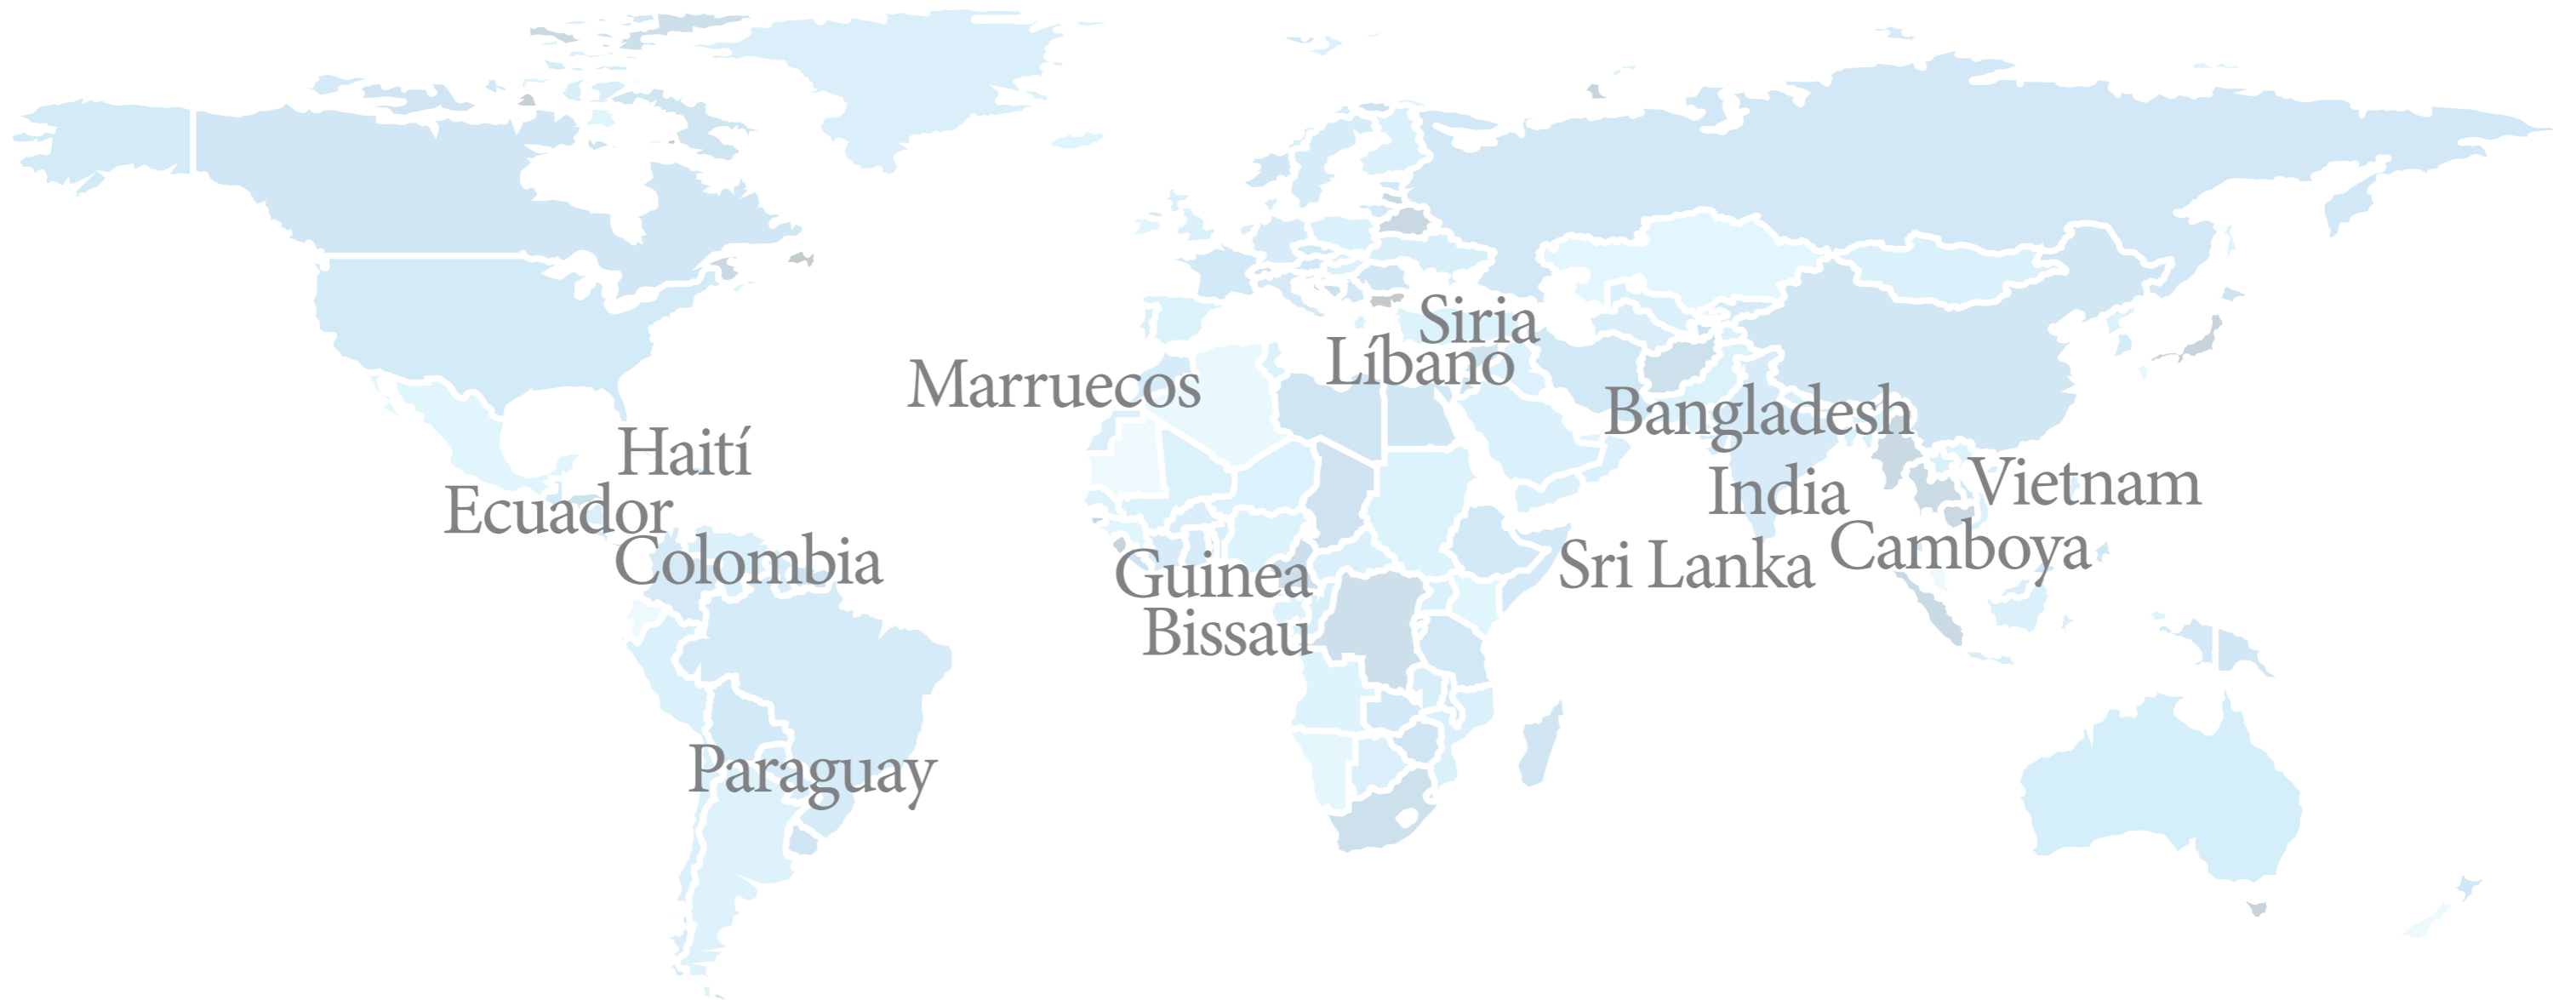 Siria
Líbano
Marruecos
Bangladesh
Haití
Ecuador
India
Vietnam
Colombia
Guinea
Bissau
Sri Lanka
Camboya
Paraguay